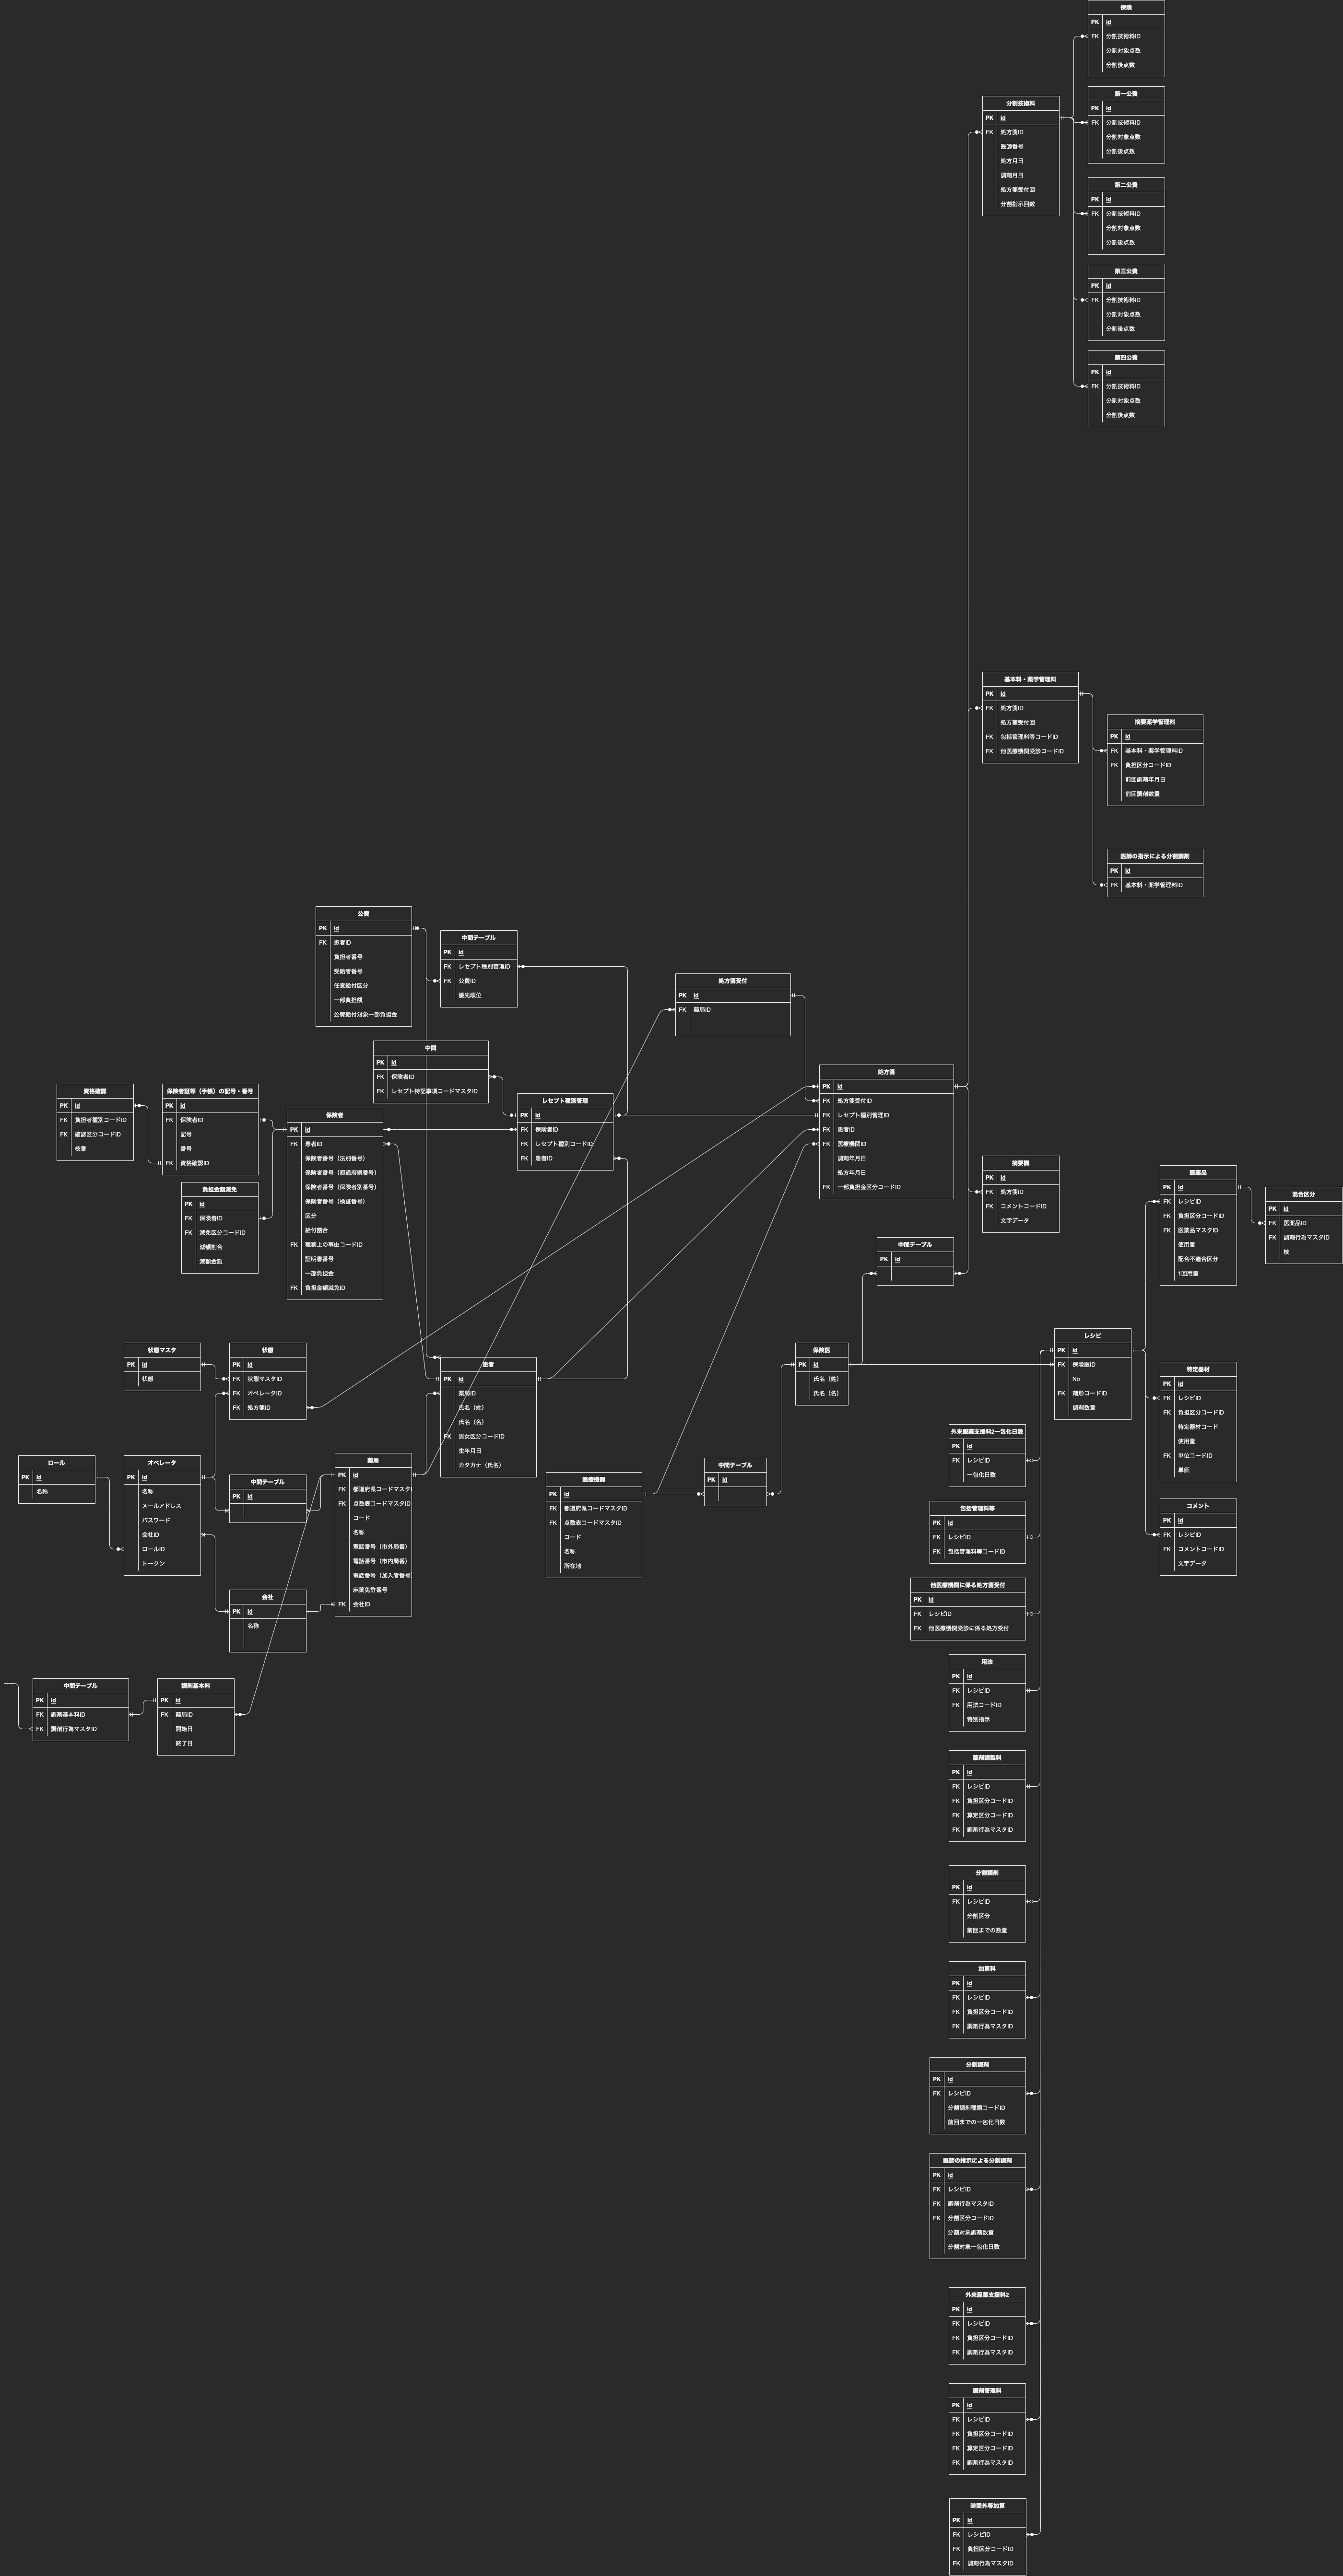 保険
PK id
FK 分割技術料ID
分割対象点数
分割後点数
第一公費
PK id
FK 分割技術料ID
分割対象点数
分割後点数
分割技術料
PK id
FK 処方箋ID
医師番号
処方月日
調剤月日
処方箋受付回
分割指示回数
第二公費
PK id
FK 分割技術料ID
分割対象点数
分割後点数
第三公費
PK id
FK 分割技術料ID
分割対象点数
分割後点数
第四公費
PK id
FK 分割技術料ID
分割対象点数
分割後点数
基本料・薬学管理料
PK id
FK 処方箋ID
処方箋受付回
FK 包括管理料等コードID
FK 他医療機関受診コードID
摘要薬学管理料
PK id
FK 基本料・薬学管理料ID
FK 負担区分コードID
前回調剤年月日
前回調剤数量
医師の指示による分割調剤
PK id
FK 基本料・薬学管理料ID
公費
PK id
FK 患者ID
負担者番号
受給者番号
任意給付区分
一部負担額
公費給付対象一部負担金
中間テーブル
PK id
FK レセプト種別管理ID
FK 公費ID
優先順位
処方箋受付
PK id
FK 薬局ID
中間
PK id
FK 保険者ID
FK レセプト特記事項コードマスタID
資格確認
PK id
FK 負担者種別コードID
FK 確認区分コードID
枝番
保険者証等（手帳）の記号・番号
PK id
FK 保険者ID
記号
番号
FK 資格確認ID
負担金額減免
PK id
FK 保険者ID
FK 減免区分コードID
減額割合
減額金額
保険者
PK id
FK 患者ID
保険者番号（法別番号）
保険者番号（都道府県番号）
保険者番号（保険者別番号）
保険者番号（検証番号）
区分
給付割合
FK 職務上の事由コードID
証明書番号
一部負担金
FK 負担金額減免ID
レセプト種別管理
PK id
FK 保険者ID
FK レセプト種別コードID
FK 患者ID
処方箋
PK id
FK 処方箋受付ID
FK レセプト種別管理ID
FK 患者ID
FK 医療機関ID
調剤年月日
処方年月日
FK 一部負担金区分コードID
摘要欄
PK id
FK 処方箋ID
FK コメントコードID
文字データ
中間テーブル
PK id
医薬品
PK id
FK レシピID
FK 負担区分コードID
FK 医薬品マスタID
使用量
配合不適合区分
1回用量
混合区分
PK id
FK 医薬品ID
FK 調剤行為マスタID
枝
状態マスタ
PK id
状態
状態
PK id
FK 状態マスタID
FK オペレータID
FK 処方箋ID
患者
PK id
薬局ID
氏名（姓）
氏名（名）
FK 男女区分コードID
生年月日
カタカナ（氏名）
保険医
PK id
氏名（姓）
氏名（名）
レシピ
PK id
FK 保険医ID
No
FK 剤形コードID
調剤数量
特定器材
PK id
FK レシピID
FK 負担区分コードID
特定器材コード
使用量
FK 単位コードID
単価
コメント
PK id
FK レシピID
FK コメントコードID
文字データ
ロール
PK id
名称
オペレータ
PK id
名称
メールアドレス
パスワード
会社ID
ロールID
トークン
中間テーブル
PK id
薬局
PK id
FK 都道府県コードマスタI
FK 点数表コードマスタID
コード
名称
電話番号（市外局番）
電話番号（市内局番）
電話番号（加入者番号）
麻薬免許番号
FK 会社ID
医療機関
PK id
FK 都道府県コードマスタID
FK 点数表コードマスタID
コード
名称
所在地
中間テーブル
PK id
会社
PK id
名称
中間テーブル
PK id
FK 調剤基本料ID
FK 調剤行為マスタID
調剤基本料
PK id
FK 薬局ID
開始日
終了日
外来服薬支援料2一包化日数
PK id
FK レシピID
一包化日数
包括管理料等
PK id
FK レシピID
FK 包括管理料等コードID
他医療機関に係る処方箋受付
PK id
FK レシピID
FK 他医療機関受診に係る処方受付
用法
PK id
FK レシピID
FK 用法コードID
特別指示
薬剤調製料
PK id
FK レシピID
FK 負担区分コードID
FK 算定区分コードID
FK 調剤行為マスタID
分割調剤
PK id
FK レシピID
分割区分
前回までの数量
加算料
PK id
FK レシピID
FK 負担区分コードID
FK 調剤行為マスタID
分割調剤
PK id
FK レシピID
分割調剤種類コードID
前回までの一包化日数
医師の指示による分割調剤
PK id
FK レシピID
FK 調剤行為マスタID
FK 分割区分コードID
分割対象調剤数量
分割対象一包化日数
外来服薬支援料2
PK id
FK レシピID
FK 負担区分コードID
FK 調剤行為マスタID
調剤管理料
PK id
FK レシピID
FK 負担区分コードID
FK 算定区分コードID
FK 調剤行為マスタID
時間外等加算
PK id
FK レシピID
FK 負担区分コードID
FK 調剤行為マスタID